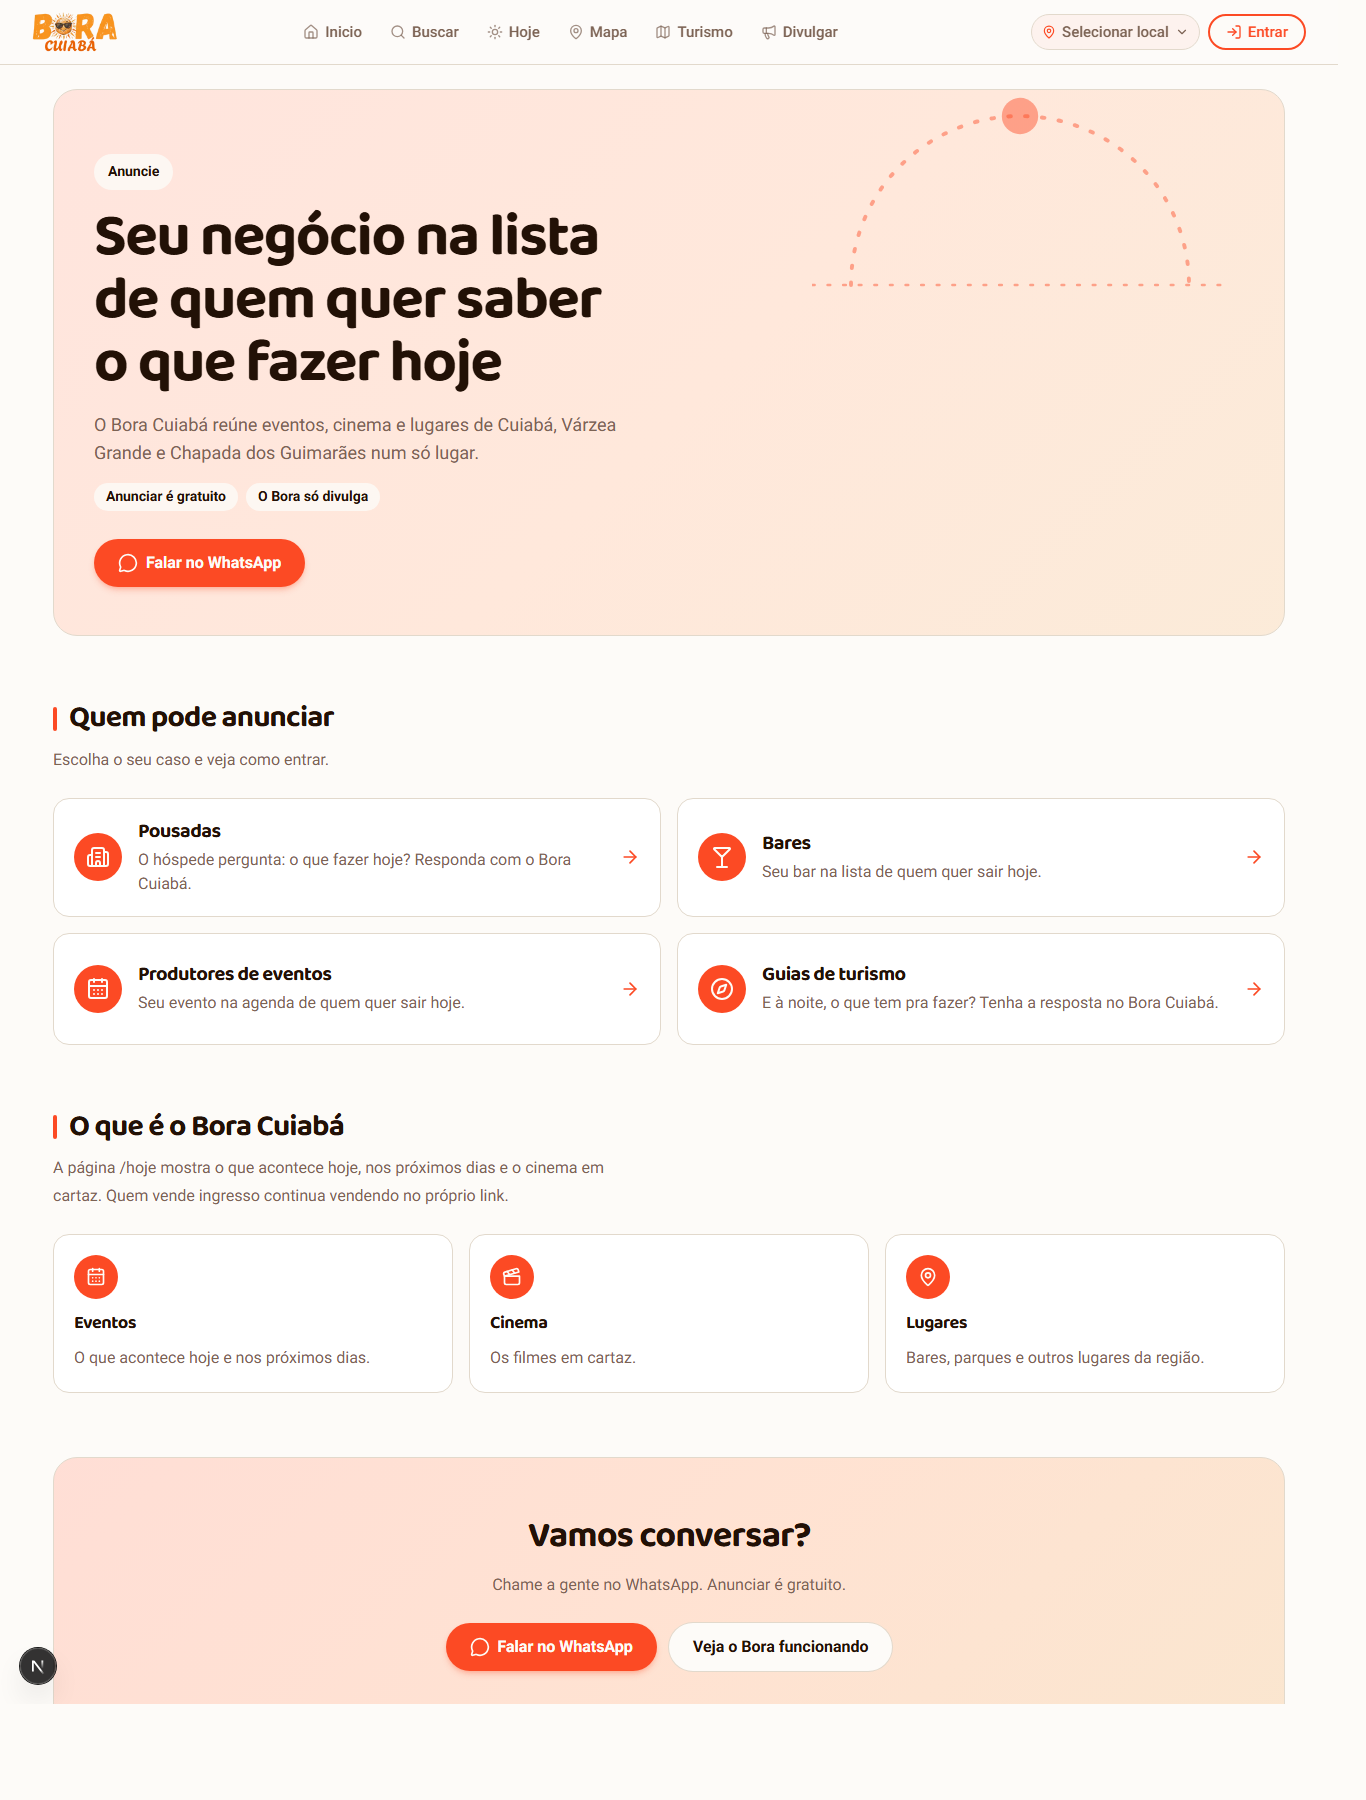 BORA
CUIABÁ
Inicio
Buscar
Hoje
Mapa
Turismo
Divulgar
Selecionar local
Entrar
Anuncie
Seu negócio na lista
de quem quer saber
o que fazer hoje
O Bora Cuiabá reúne eventos, cinema e lugares de Cuiabá, Várzea
Grande e Chapada dos Guimarães num só lugar.
Anunciar é gratuito
O Bora só divulga
Falar no WhatsApp
Quem pode anunciar
Escolha o seu caso e veja como entrar.
Pousadas
O hóspede pergunta: o que fazer hoje? Responda com o Bora
Cuiabá.
Bares
Seu bar na lista de quem quer sair hoje.
Produtores de eventos
Seu evento na agenda de quem quer sair hoje.
Guias de turismo
E à noite, o que tem pra fazer? Tenha a resposta no Bora Cuiabá.
O que é o Bora Cuiabá
A página /hoje mostra o que acontece hoje, nos próximos dias e o cinema em
cartaz. Quem vende ingresso continua vendendo no próprio link.
Eventos
O que acontece hoje e nos próximos dias.
Cinema
Os filmes em cartaz.
Lugares
Bares, parques e outros lugares da região.
Vamos conversar?
Chame a gente no WhatsApp. Anunciar é gratuito.
Falar no WhatsApp
Veja o Bora funcionando
N